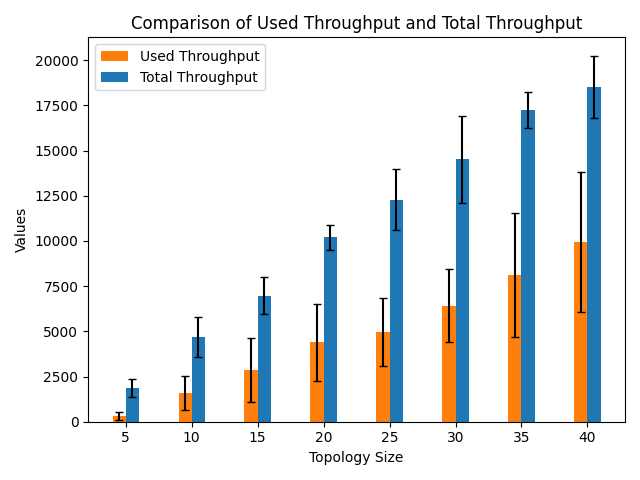 Comparison of Used Throughput and Total Throughput
Used Throughput
Total Throughput
20000
17500
15000
12500
10000
7500
5000
2500
0
Values
5 10 15 20 25 30 35 40
Topology Size